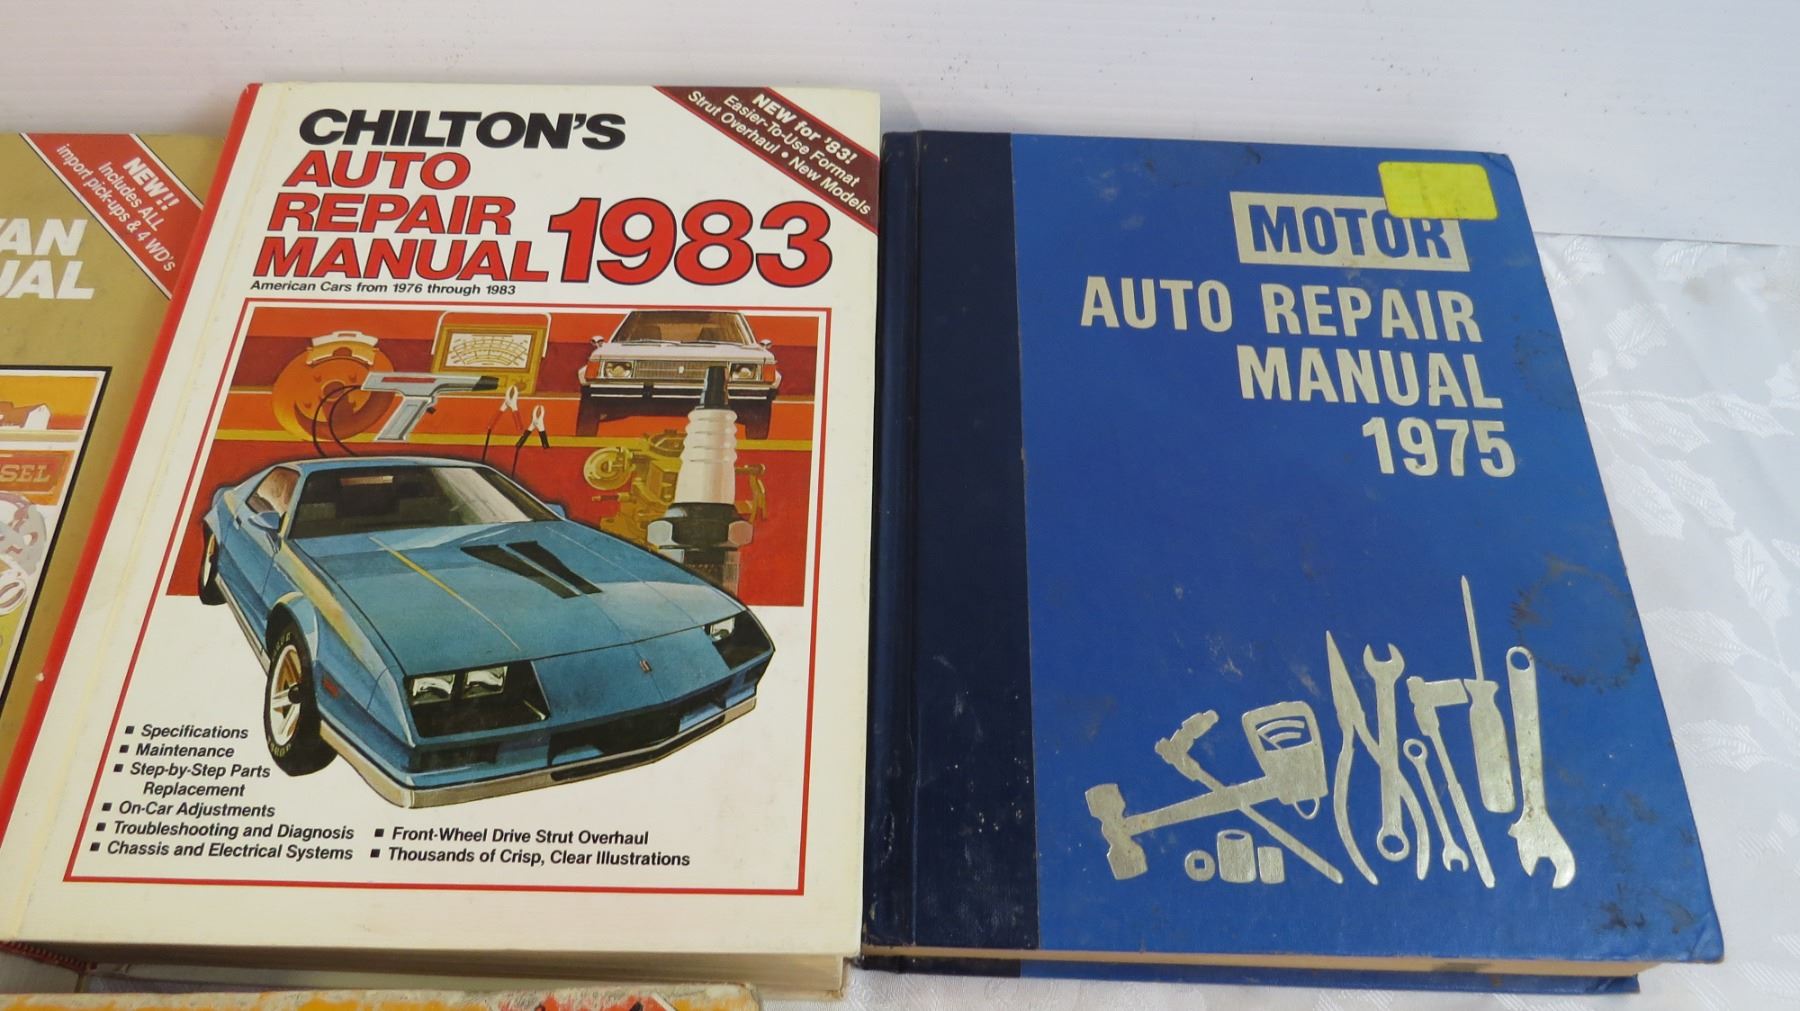 NEW!!
Includes ALL
import pick-ups & 4 WD's
VAN
UAL
SEL
CHILTON'S
AUTO
REPAIR
MANUAL 1983
American Cars from 1976 through 1983
NEW for '83!
Easier-To-Use Format
Strut Overhaul • New Models
■ Specifications
■ Maintenance
■ Step-by-Step Parts
Replacement
■ On-Car Adjustments
■ Troubleshooting and Diagnosis
■ Chassis and Electrical Systems
■ Front-Wheel Drive Strut Overhaul
■ Thousands of Crisp, Clear Illustrations
MOTOR
AUTO REPAIR
MANUAL
1975